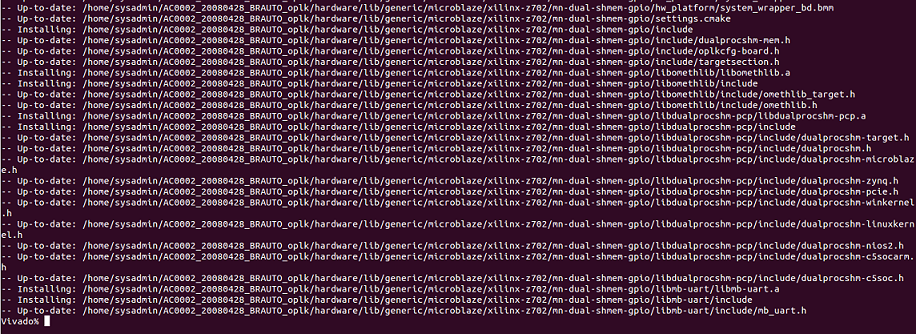 -- Up-to-date: /home/sysadmin/AC0002_20080428_BRAUTO_oplk/hardware/lib/generic/microblaze/xilinx-z702/mn-dual-shmem-gpio/hw_platform/system_wrapper_bd.bmm
-- Up-to-date: /home/sysadmin/AC0002_20080428_BRAUTO_oplk/hardware/lib/generic/microblaze/xilinx-z702/mn-dual-shmem-gpio/settings.cmake
-- Installing: /home/sysadmin/AC0002_20080428_BRAUTO_oplk/hardware/lib/generic/microblaze/xilinx-z702/mn-dual-shmem-gpio/include
-- Up-to-date: /home/sysadmin/AC0002_20080428_BRAUTO_oplk/hardware/lib/generic/microblaze/xilinx-z702/mn-dual-shmem-gpio/include/dualprocshm-mem.h
-- Up-to-date: /home/sysadmin/AC0002_20080428_BRAUTO_oplk/hardware/lib/generic/microblaze/xilinx-z702/mn-dual-shmem-gpio/include/oplkcfg-board.h
-- Up-to-date: /home/sysadmin/AC0002_20080428_BRAUTO_oplk/hardware/lib/generic/microblaze/xilinx-z702/mn-dual-shmem-gpio/include/targetsection.h
-- Installing: /home/sysadmin/AC0002_20080428_BRAUTO_oplk/hardware/lib/generic/microblaze/xilinx-z702/mn-dual-shmem-gpio/libomethlib/libomethlib.a
-- Installing: /home/sysadmin/AC0002_20080428_BRAUTO_oplk/hardware/lib/generic/microblaze/xilinx-z702/mn-dual-shmem-gpio/libomethlib/include
-- Up-to-date: /home/sysadmin/AC0002_20080428_BRAUTO_oplk/hardware/lib/generic/microblaze/xilinx-z702/mn-dual-shmem-gpio/libomethlib/include/omethlib_target.h
-- Up-to-date: /home/sysadmin/AC0002_20080428_BRAUTO_oplk/hardware/lib/generic/microblaze/xilinx-z702/mn-dual-shmem-gpio/libomethlib/include/omethlib.h
-- Installing: /home/sysadmin/AC0002_20080428_BRAUTO_oplk/hardware/lib/generic/microblaze/xilinx-z702/mn-dual-shmem-gpio/libdualprocshm-pcp/libdualprocshm-pcp.a
-- Installing: /home/sysadmin/AC0002_20080428_BRAUTO_oplk/hardware/lib/generic/microblaze/xilinx-z702/mn-dual-shmem-gpio/libdualprocshm-pcp/include
-- Up-to-date: /home/sysadmin/AC0002_20080428_BRAUTO_oplk/hardware/lib/generic/microblaze/xilinx-z702/mn-dual-shmem-gpio/libdualprocshm-pcp/include/dualprocshm-target.h
-- Up-to-date: /home/sysadmin/AC0002_20080428_BRAUTO_oplk/hardware/lib/generic/microblaze/xilinx-z702/mn-dual-shmem-gpio/libdualprocshm-pcp/include/dualprocshm.h
-- Up-to-date: /home/sysadmin/AC0002_20080428_BRAUTO_oplk/hardware/lib/generic/microblaze/xilinx-z702/mn-dual-shmem-gpio/libdualprocshm-pcp/include/dualprocshm-microblaz
e.h
-- Up-to-date: /home/sysadmin/AC0002_20080428_BRAUTO_oplk/hardware/lib/generic/microblaze/xilinx-z702/mn-dual-shmem-gpio/libdualprocshm-pcp/include/dualprocshm-zynq.h
-- Up-to-date: /home/sysadmin/AC0002_20080428_BRAUTO_oplk/hardware/lib/generic/microblaze/xilinx-z702/mn-dual-shmem-gpio/libdualprocshm-pcp/include/dualprocshm-pcie.h
-- Up-to-date: /home/sysadmin/AC0002_20080428_BRAUTO_oplk/hardware/lib/generic/microblaze/xilinx-z702/mn-dual-shmem-gpio/libdualprocshm-pcp/include/dualprocshm-winkernel
.h
-- Up-to-date: /home/sysadmin/AC0002_20080428_BRAUTO_oplk/hardware/lib/generic/microblaze/xilinx-z702/mn-dual-shmem-gpio/libdualprocshm-pcp/include/dualprocshm-linuxkern
el.h
-- Up-to-date: /home/sysadmin/AC0002_20080428_BRAUTO_oplk/hardware/lib/generic/microblaze/xilinx-z702/mn-dual-shmem-gpio/libdualprocshm-pcp/include/dualprocshm-nios2.h
-- Up-to-date: /home/sysadmin/AC0002_20080428_BRAUTO_oplk/hardware/lib/generic/microblaze/xilinx-z702/mn-dual-shmem-gpio/libdualprocshm-pcp/include/dualprocshm-c5socarm.
h
-- Up-to-date: /home/sysadmin/AC0002_20080428_BRAUTO_oplk/hardware/lib/generic/microblaze/xilinx-z702/mn-dual-shmem-gpio/libdualprocshm-pcp/include/dualprocshm-c5soc.h
-- Installing: /home/sysadmin/AC0002_20080428_BRAUTO_oplk/hardware/lib/generic/microblaze/xilinx-z702/mn-dual-shmem-gpio/libmb-uart/libmb-uart.a
-- Installing: /home/sysadmin/AC0002_20080428_BRAUTO_oplk/hardware/lib/generic/microblaze/xilinx-z702/mn-dual-shmem-gpio/libmb-uart/include
-- Up-to-date: /home/sysadmin/AC0002_20080428_BRAUTO_oplk/hardware/lib/generic/microblaze/xilinx-z702/mn-dual-shmem-gpio/libmb-uart/include/mb_uart.h
Vivado%